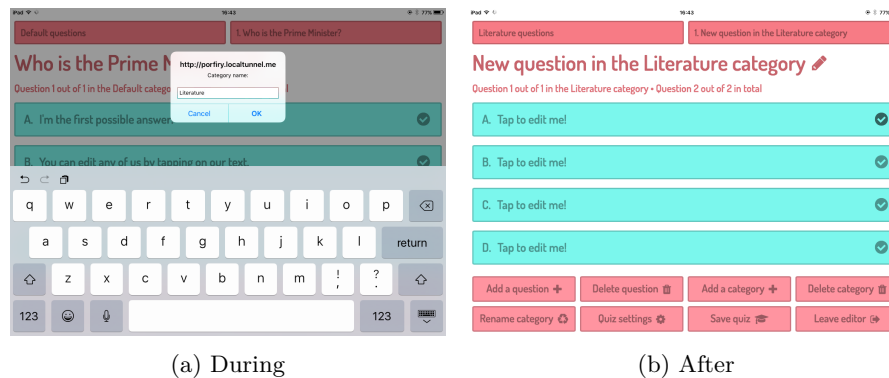 iPad
16:43
77%
Default questions
1. Who is the Prime Minister?
Who is the Prime M
Question 1 out of 1 in the Default catego
l
http://porfiry.localtunnel.me
Category name:
Literature
Cancel
OK
A. I'm the first possible answer.
B. You can edit any of us by tapping on our text.
q w e r t y u i o p
a s d f g h j k l return
z x c v b n m ! , ? .
123
123
(a) During
iPad
16:43
77%
Literature questions
1. New question in the Literature category
New question in the Literature category
Question 1 out of 1 in the Literature category • Question 2 out of 2 in total
A. Tap to edit me!
B. Tap to edit me!
C. Tap to edit me!
D. Tap to edit me!
Add a question
Delete question
Add a category
Delete category
Rename category
Quiz settings
Save quiz
Leave editor
(b) After